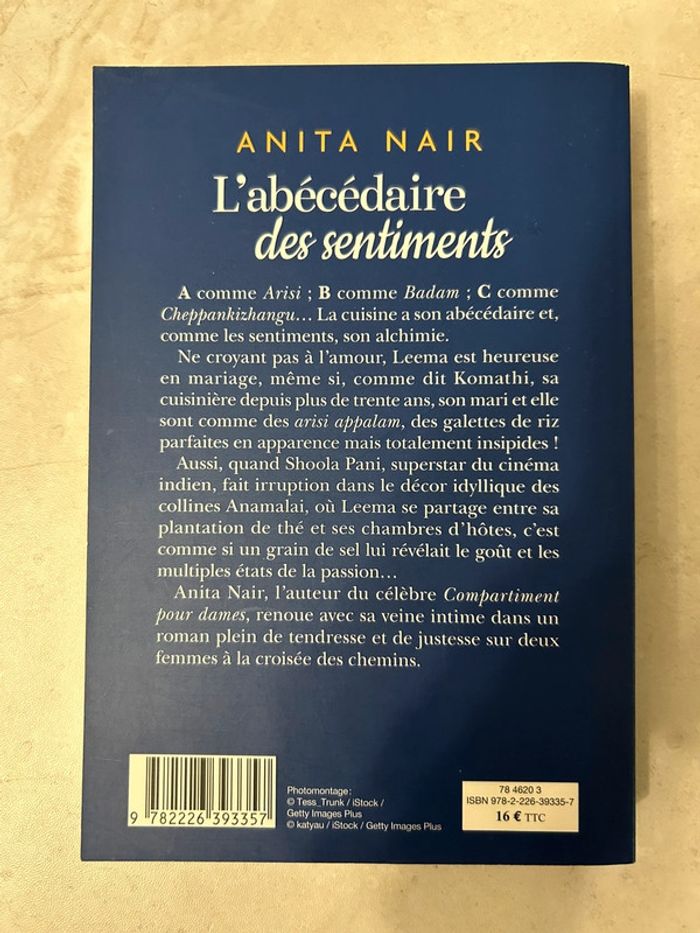 ANITA NAIR
L'abécédaire
des sentiments
A comme Arisi ; B comme Badam ; C comme
Cheppankizhangu… La cuisine a son abécédaire et,
comme les sentiments, son alchimie.
Ne croyant pas à l'amour, Leema est heureuse
en mariage, même si, comme dit Komathi, sa
cuisinière depuis plus de trente ans, son mari et elle
sont comme des arisi appalam, des galettes de riz
parfaites en apparence mais totalement insipides !
Aussi, quand Shoola Pani, superstar du cinéma
indien, fait irruption dans le décor idyllique des
collines Anamalai, où Leema se partage entre sa
plantation de thé et ses chambres d'hôtes, c'est
comme si un grain de sel lui révélait le goût et les
multiples états de la passion…
Anita Nair, l'auteur du célèbre Compartiment
pour dames, renoue avec sa veine intime dans un
roman plein de tendresse et de justesse sur deux
femmes à la croisée des chemins.
9 782226 393357
Photomontage :
© Tess_Trunk / iStock /
Getty Images Plus
© katyau / iStock / Getty Images Plus
78 4620 3
ISBN 978-2-226-39335-7
16 € TTC